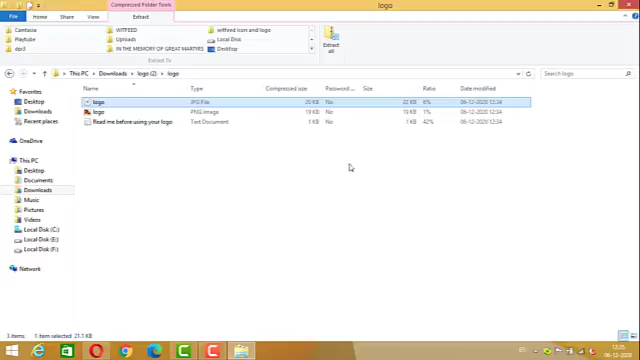 logo
Compressed Folder Tools
File Home Share View Extract
Camtasia WITFEED witfeed icon and logo
Playtube Uploads Local Disk
dpr3 IN THE MEMORY OF GREAT MARTYRS Desktop
Extract all
Extract To
This PC Downloads logo (2) logo
Search logo
Name Type Compressed size Password ... Size Ratio Date modified
logo JPG File 20 KB No 22 KB 6% 06-12-2020 12:34
logo PNG Image 19 KB No 19 KB 1% 06-12-2020 12:34
Read me before using your logo Text Document 1 KB No 1 KB 42% 06-12-2020 12:34
Favorites
Desktop
Downloads
Recent places
OneDrive
This PC
Desktop
Documents
Downloads
Music
Pictures
Videos
Local Disk (C:)
Local Disk (E:)
Local Disk (F:)
Network
3 items 1 item selected 21.1 KB
EN
12:35
06-12-2020